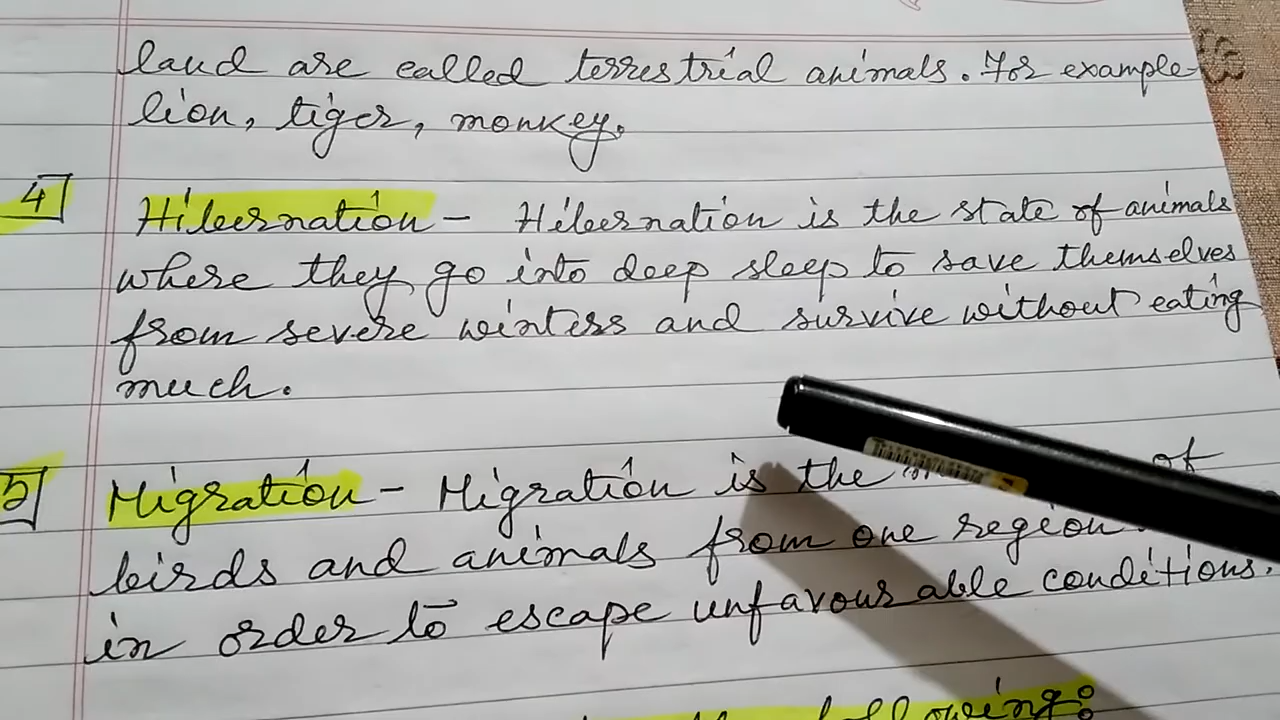 land are called terrestrial animals. For example-
lion, tiger, monkey.
4 Hibernation - Hibernation is the state of animals
where they go into deep sleep to save themselves
from severe winters and survive without eating
much.
5 Migration - Migration is the of
birds and animals from one region
in order to escape unfavourable conditions.
following: